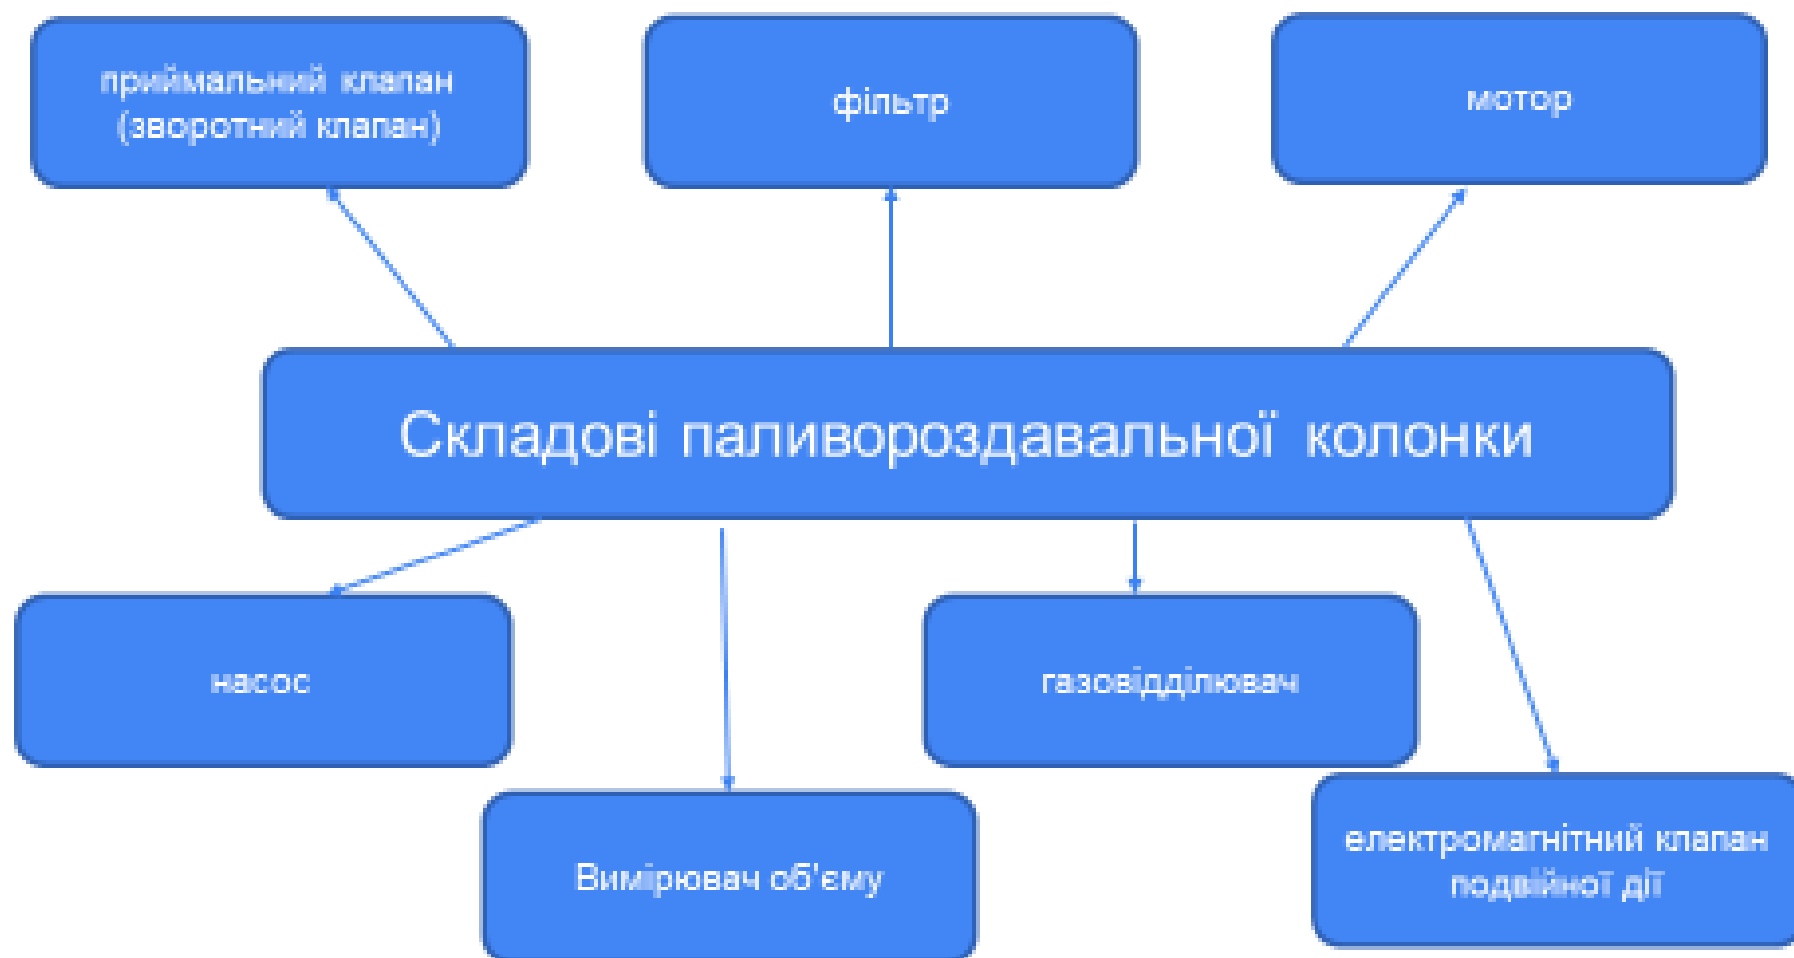 приймальний клапан
(зворотний клапан)
фільтр
мотор
Складові паливороздавальної колонки
насос
газовідділювач
Вимірювач об'єму
електромагнітний клапан
подвійної дії